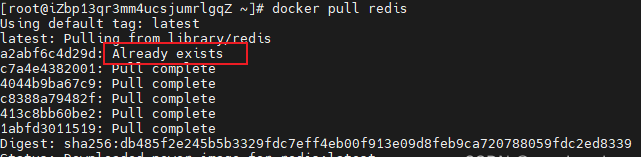 [root@iZbp13qr3mm4ucsjumrlgqZ ~]# docker pull redis
Using default tag: latest
latest: Pulling from library/redis
a2abf6c4d29d: Already exists
c7a4e4382001: Pull complete
4044b9ba67c9: Pull complete
c8388a79482f: Pull complete
413c8bb60be2: Pull complete
1abfd3011519: Pull complete
Digest: sha256:db485f2e245b5b3329fdc7eff4eb00f913e09d8feb9ca720788059fdc2ed8339
Status: Downloaded newer image for redis:latest